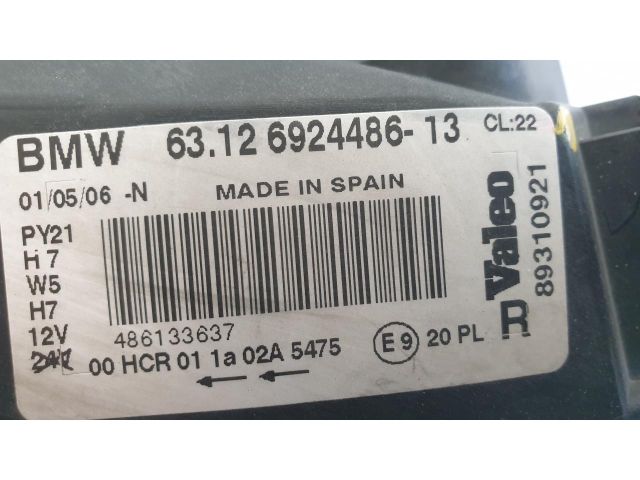 BMW 63.12 6924486-13 CL:22
01/05/06 -N MADE IN SPAIN
PY21
H7
W5
H7
12V 486133637
00 HCR 01 1a 02A 5475 E9 20 PL
R Valeo
89310921